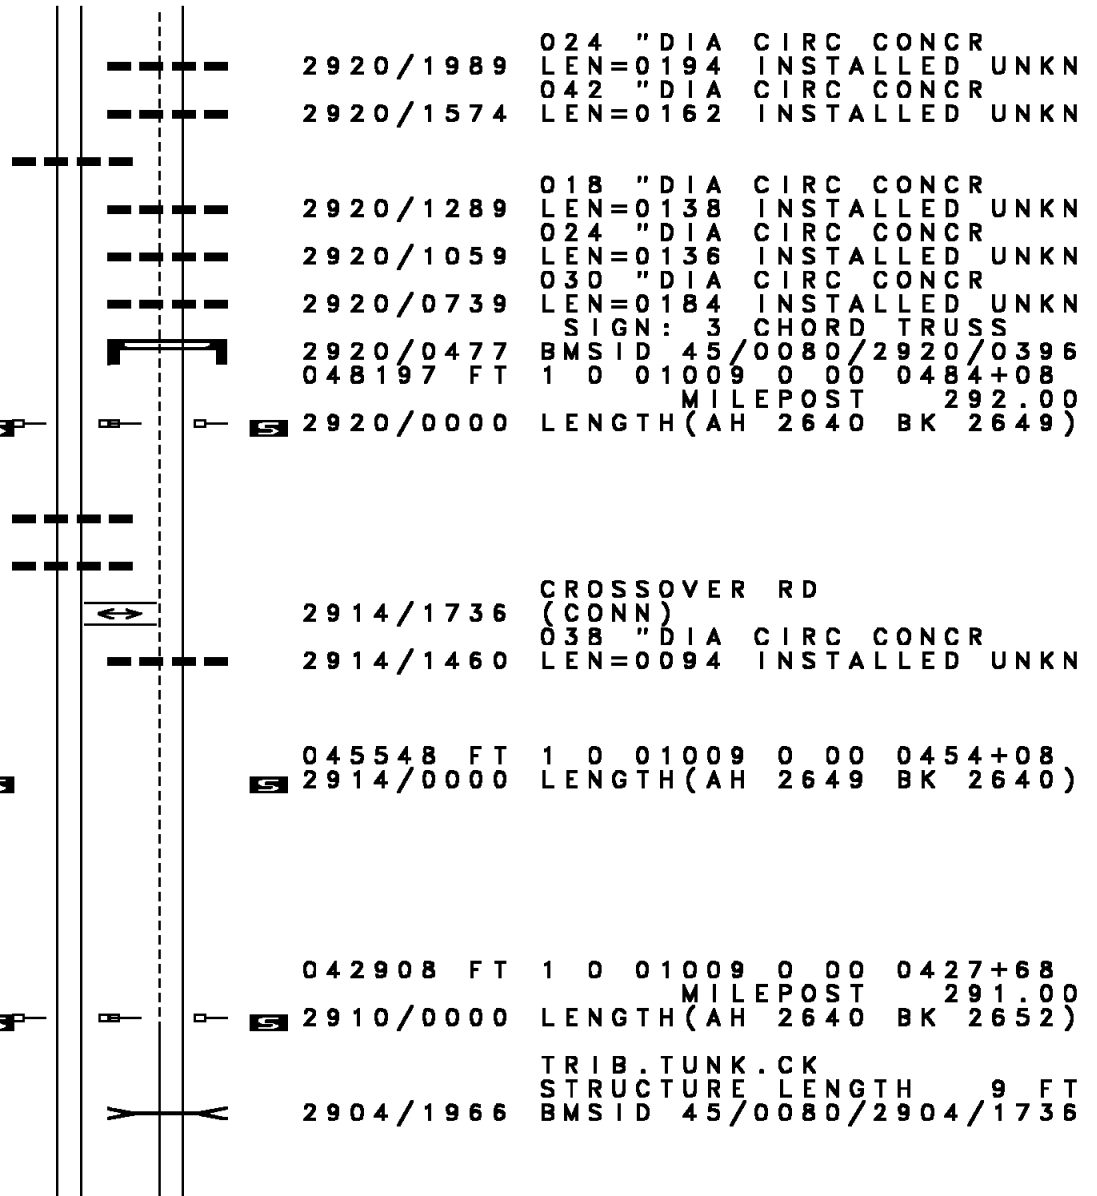 024 "DIA CIRC CONCR
2920/1989 LEN=0194 INSTALLED UNKN
042 "DIA CIRC CONCR
2920/1574 LEN=0162 INSTALLED UNKN
018 "DIA CIRC CONCR
2920/1289 LEN=0138 INSTALLED UNKN
024 "DIA CIRC CONCR
2920/1059 LEN=0136 INSTALLED UNKN
030 "DIA CIRC CONCR
2920/0739 LEN=0184 INSTALLED UNKN
SIGN: 3 CHORD TRUSS
2920/0477 BMSID 45/0080/2920/0396
048197 FT 1 0 01009 0 00 0484+08
MILEPOST 292.00
S 2920/0000 LENGTH(AH 2640 BK 2649)
CROSSOVER RD
2914/1736 (CONN)
038 "DIA CIRC CONCR
2914/1460 LEN=0094 INSTALLED UNKN
045548 FT 1 0 01009 0 00 0454+08
S 2914/0000 LENGTH(AH 2649 BK 2640)
042908 FT 1 0 01009 0 00 0427+68
MILEPOST 291.00
S 2910/0000 LENGTH(AH 2640 BK 2652)
TRIB.TUNK.CK
STRUCTURE LENGTH 9 FT
2904/1966 BMSID 45/0080/2904/1736